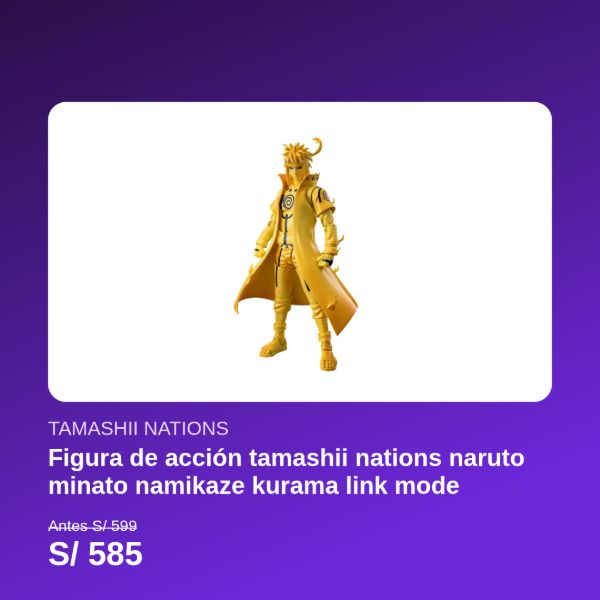 TAMASHII NATIONS
Figura de acción tamashii nations naruto
minato namikaze kurama link mode
Antes S/ 599
S/ 585